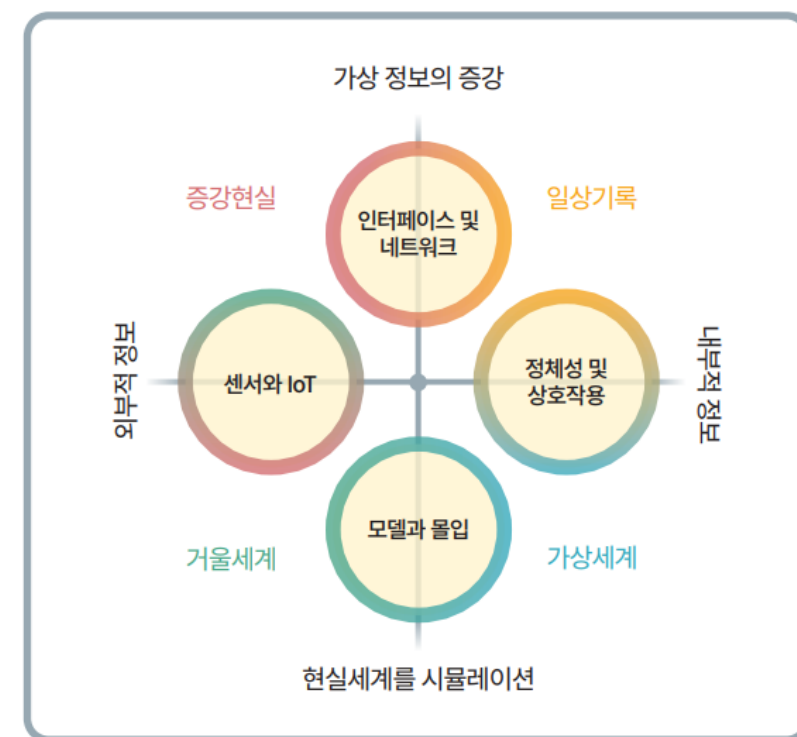 가상 정보의 증강
증강현실
일상기록
인터페이스 및
네트워크
외부적 정보
센서와 IoT
정체성 및
상호작용
내부적 정보
모델과 몰입
거울세계
가상세계
현실세계를 시뮬레이션